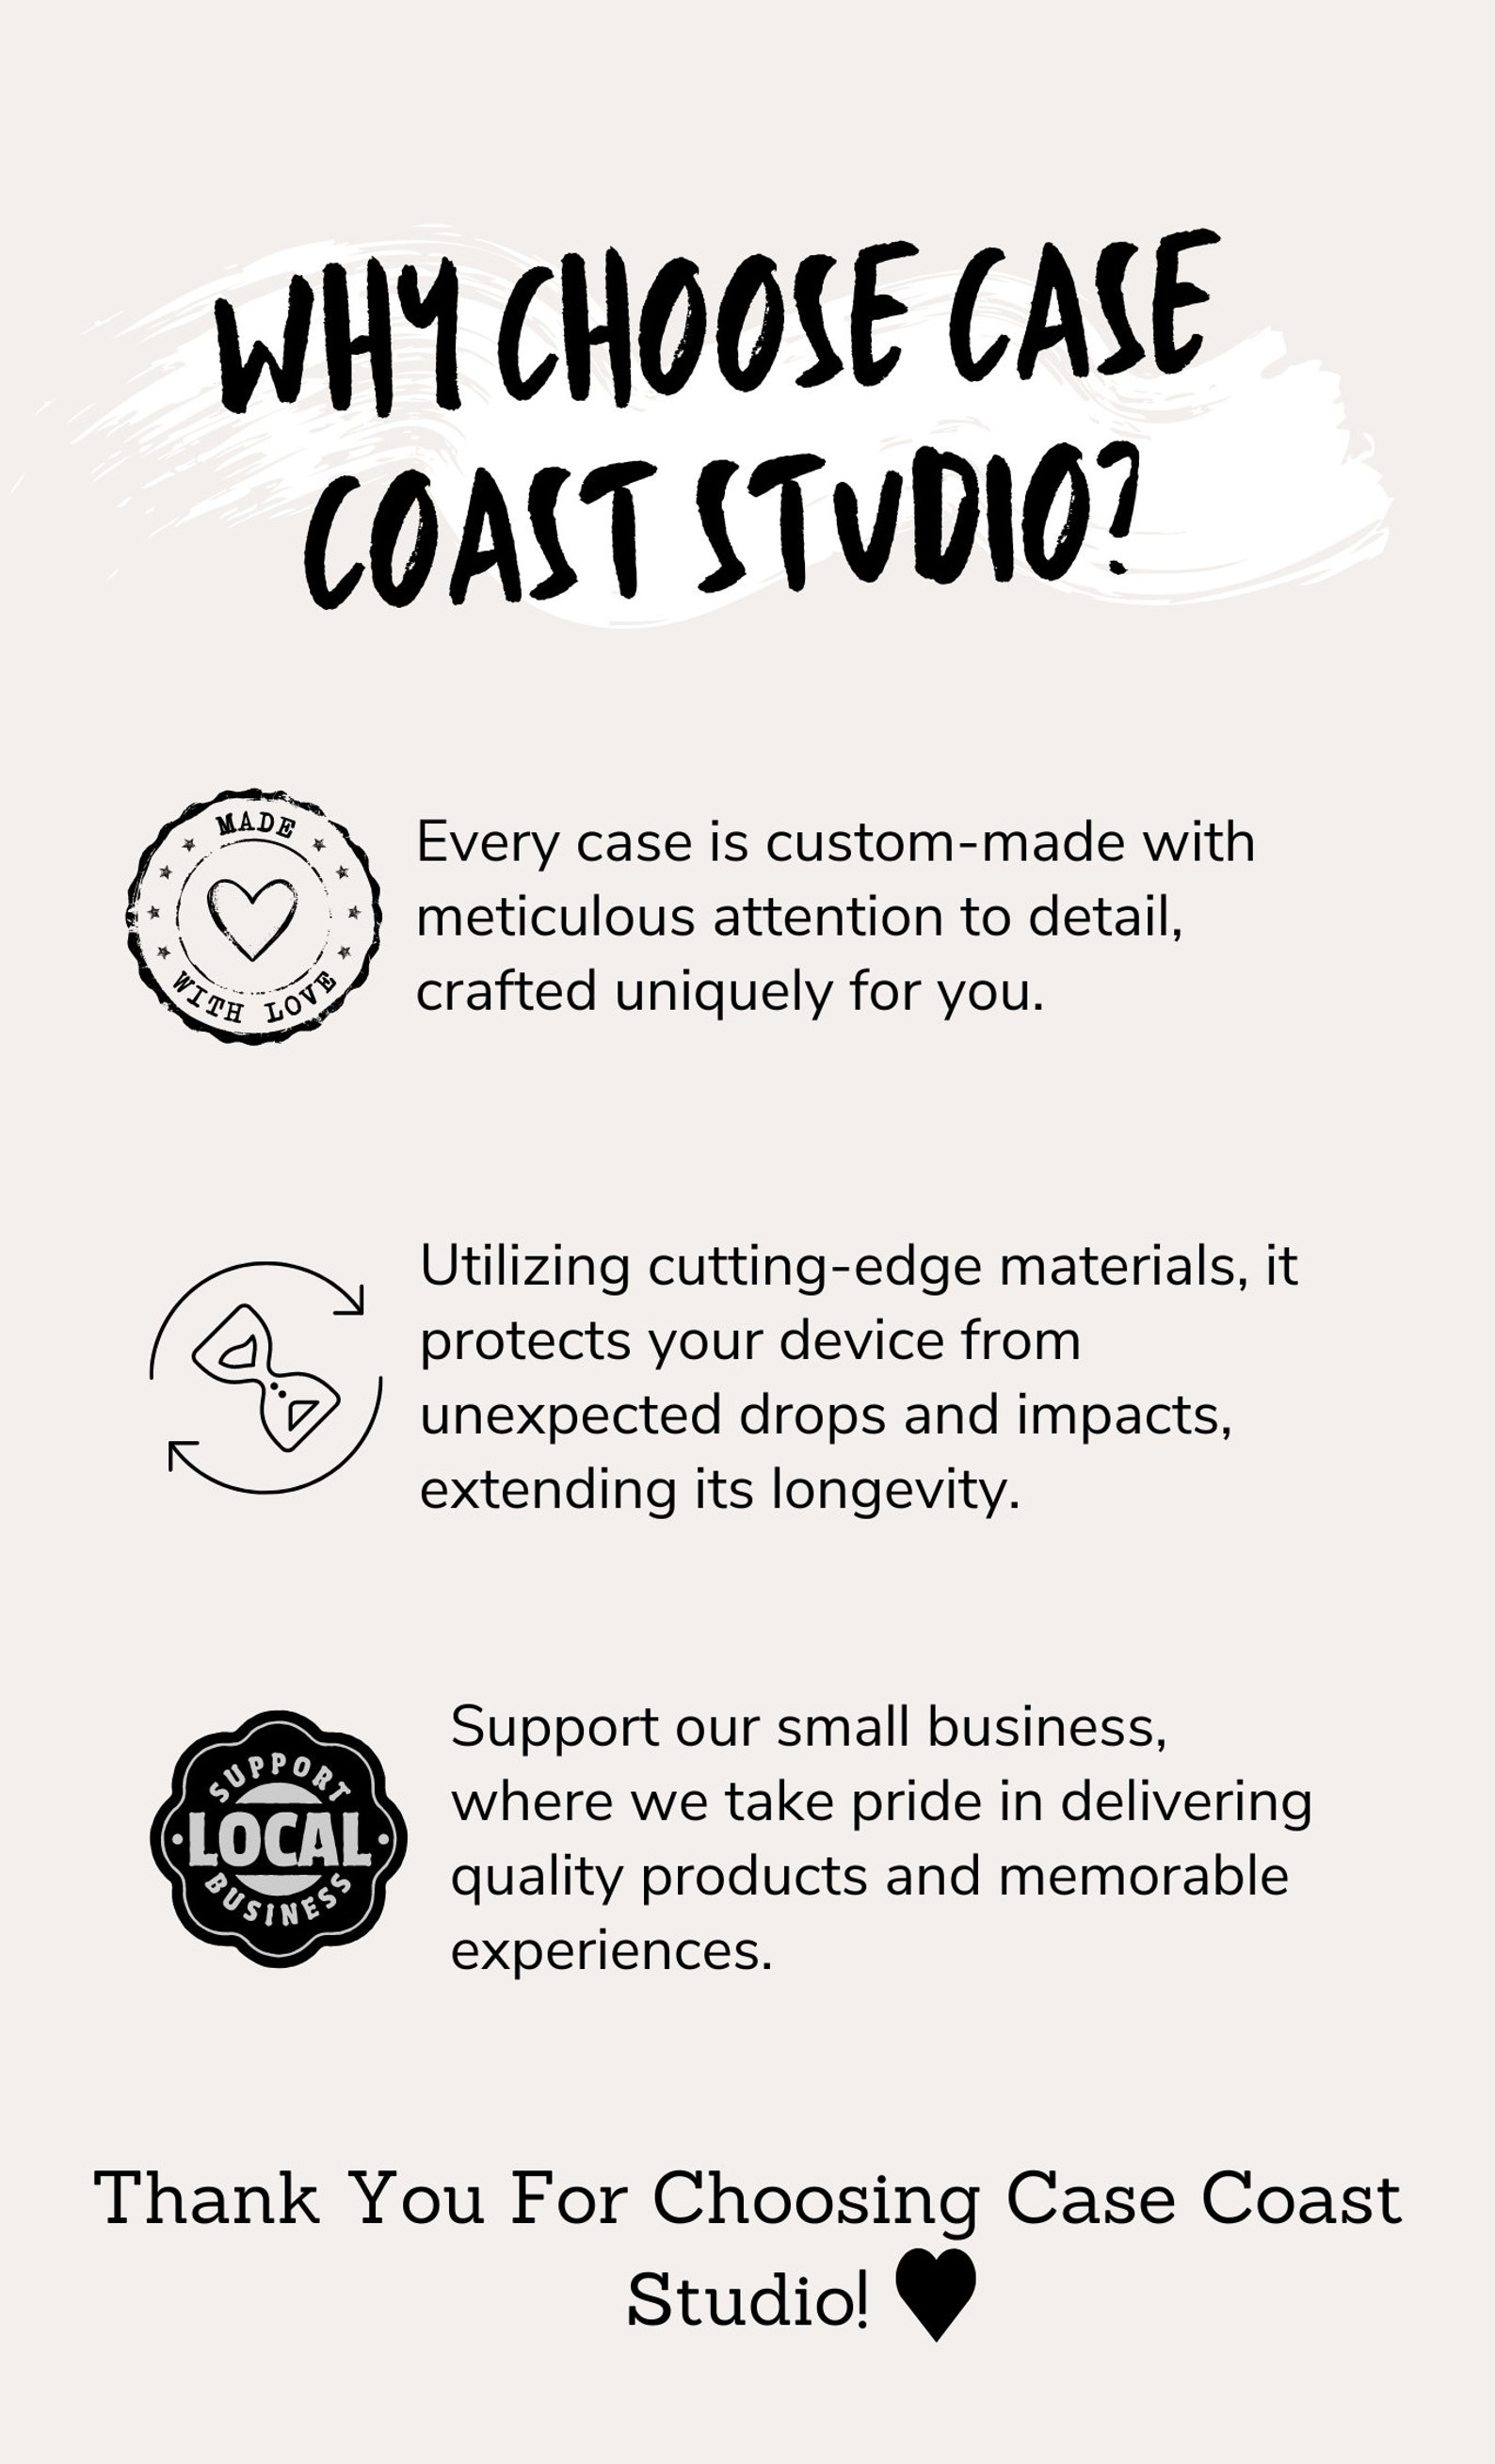 WHY CHOOSE CASE
COAST STUDIO?
MADE
WITH LOVE
Every case is custom-made with
meticulous attention to detail,
crafted uniquely for you.
Utilizing cutting-edge materials, it
protects your device from
unexpected drops and impacts,
extending its longevity.
SUPPORT
LOCAL
BUSINESS
Support our small business,
where we take pride in delivering
quality products and memorable
experiences.
Thank You For Choosing Case Coast
Studio!